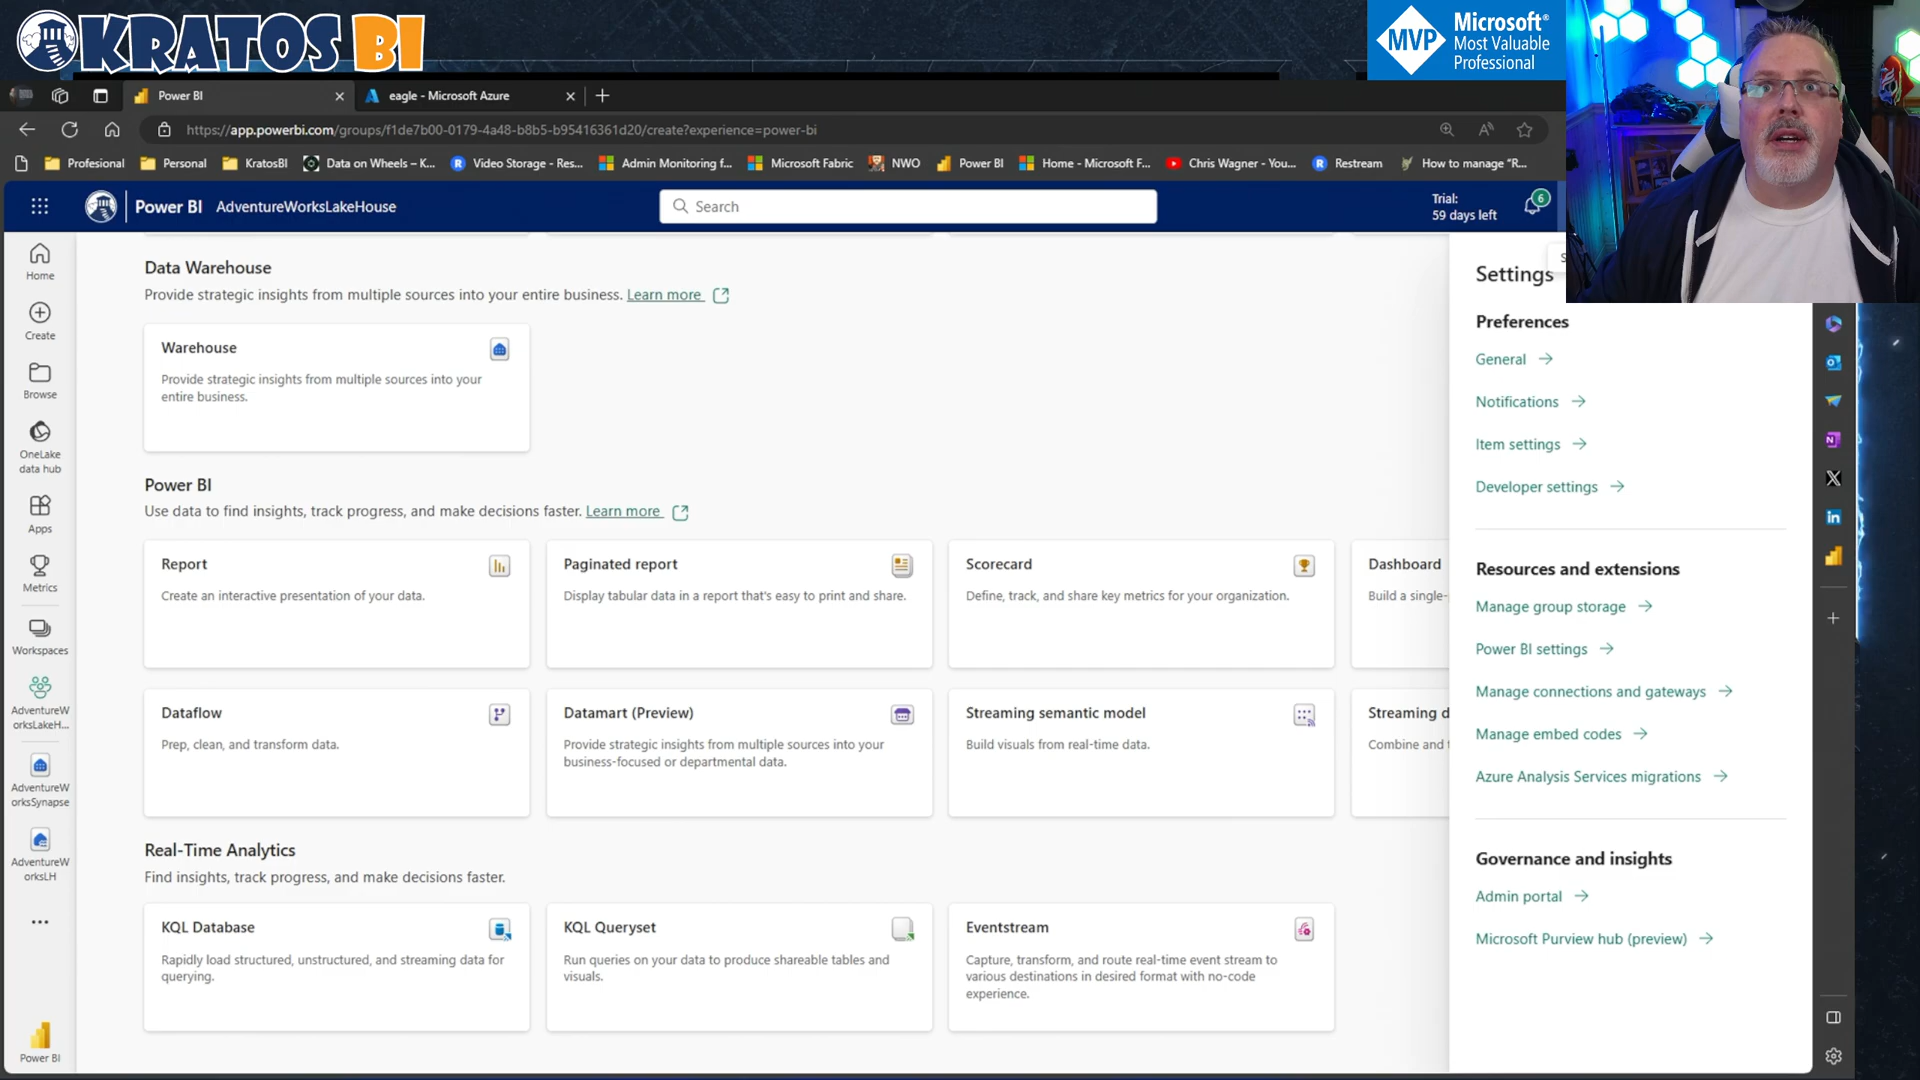 KRATOS BI
MVP
Microsoft®
Most Valuable
Professional
Power BI
eagle - Microsoft Azure
https://app.powerbi.com/groups/f1de7b00-0179-4a48-b8b5-b95416361d20/create?experience=power-bi
Profesional
Personal
KratosBI
Data on Wheels – K...
Video Storage - Res...
Admin Monitoring f...
Microsoft Fabric
NWO
Power BI
Home - Microsoft F...
Chris Wagner - You...
Restream
How to manage "R...
Power BI
AdventureWorksLakeHouse
Search
Trial:
59 days left
6
Home
Create
Browse
OneLake
data hub
Apps
Metrics
Workspaces
AdventureW
orksLakeH...
AdventureW
orksSynapse
AdventureW
orksLH
Power BI
Data Warehouse
Provide strategic insights from multiple sources into your entire business. Learn more
Warehouse
Provide strategic insights from multiple sources into your
entire business.
Power BI
Use data to find insights, track progress, and make decisions faster. Learn more
Report
Create an interactive presentation of your data.
Paginated report
Display tabular data in a report that's easy to print and share.
Scorecard
Define, track, and share key metrics for your organization.
Dashboard
Build a single-
Dataflow
Prep, clean, and transform data.
Datamart (Preview)
Provide strategic insights from multiple sources into your
business-focused or departmental data.
Streaming semantic model
Build visuals from real-time data.
Streaming d
Combine and
Real-Time Analytics
Find insights, track progress, and make decisions faster.
KQL Database
Rapidly load structured, unstructured, and streaming data for
querying.
KQL Queryset
Run queries on your data to produce shareable tables and
visuals.
Eventstream
Capture, transform, and route real-time event stream to
various destinations in desired format with no-code
experience.
Settings
Preferences
General
Notifications
Item settings
Developer settings
Resources and extensions
Manage group storage
Power BI settings
Manage connections and gateways
Manage embed codes
Azure Analysis Services migrations
Governance and insights
Admin portal
Microsoft Purview hub (preview)